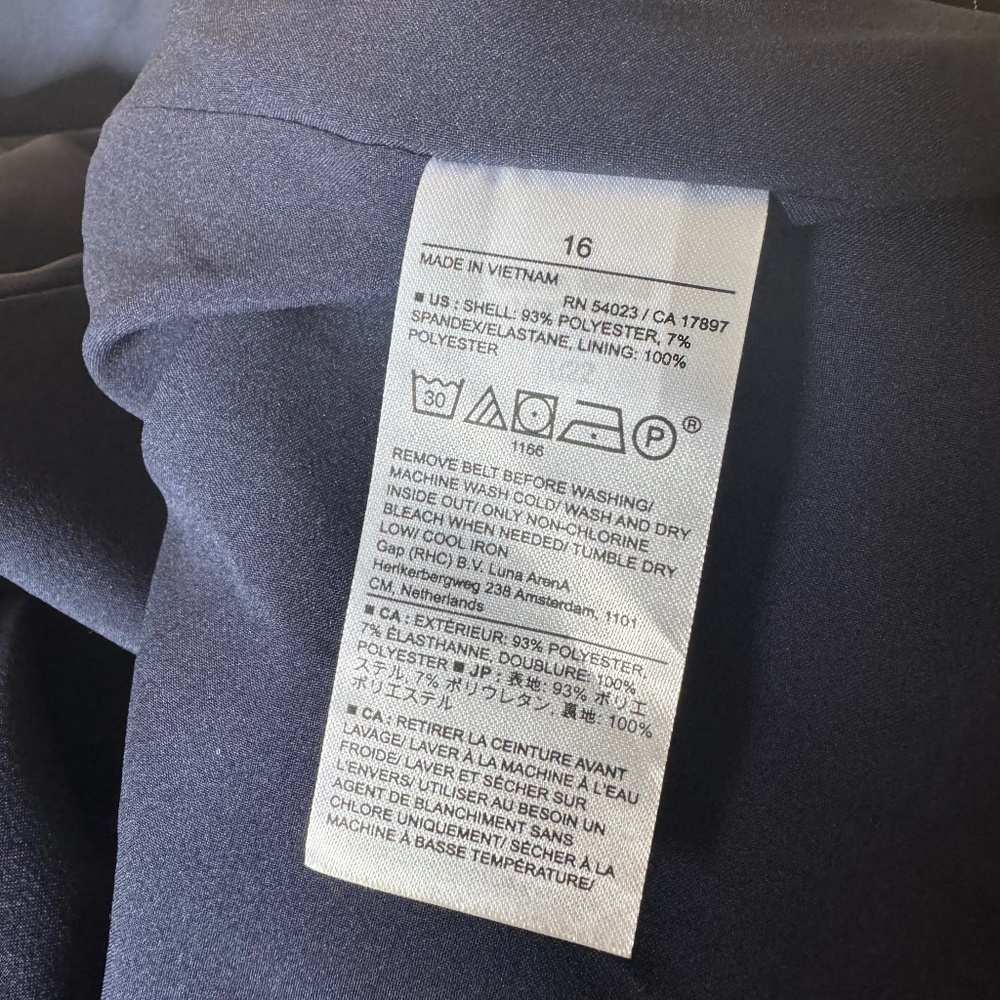 16
MADE IN VIETNAM
RN 54023 / CA 17897
■ US : SHELL: 93% POLYESTER, 7%
SPANDEX/ELASTANE, LINING: 100%
POLYESTER
30
P ®
1156
REMOVE BELT BEFORE WASHING/
MACHINE WASH COLD/ WASH AND DRY
INSIDE OUT/ ONLY NON-CHLORINE
BLEACH WHEN NEEDED/ TUMBLE DRY
LOW/ COOL IRON
Gap (RHC) B.V. Luna ArenA
Herikerbergweg 238 Amsterdam, 1101
CM, Netherlands
■ CA : EXTÉRIEUR: 93% POLYESTER,
7% ÉLASTHANNE, DOUBLURE: 100%
POLYESTER ■ JP : 表地: 93% ポリエ
ステル, 7% ポリウレタン, 裏地: 100%
ポリエステル
■ CA : RETIRER LA CEINTURE AVANT
LAVAGE/ LAVER À LA MACHINE À L'EAU
FROIDE/ LAVER ET SÉCHER SUR
L'ENVERS/ UTILISER AU BESOIN UN
AGENT DE BLANCHIMENT SANS
CHLORE UNIQUEMENT/ SÉCHER À LA
MACHINE À BASSE TEMPÉRATURE/